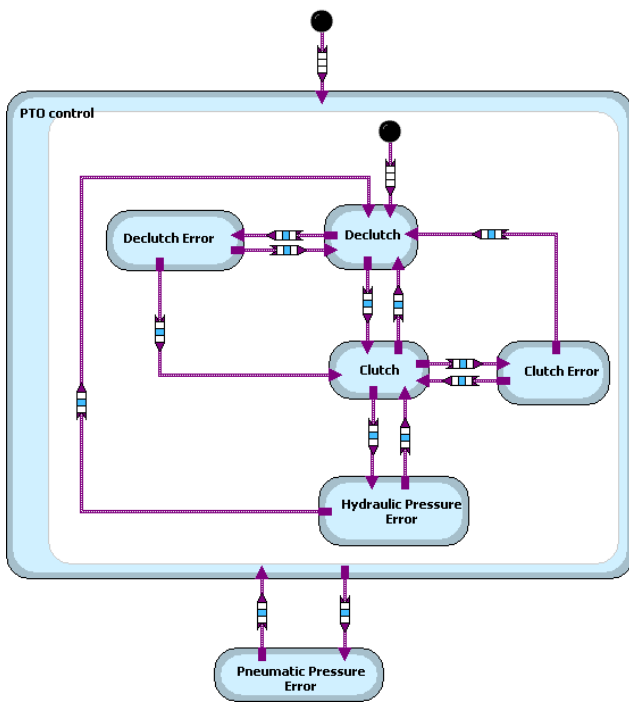 PTO control
Declutch Error
Declutch
Clutch
Clutch Error
Hydraulic Pressure
Error
Pneumatic Pressure
Error